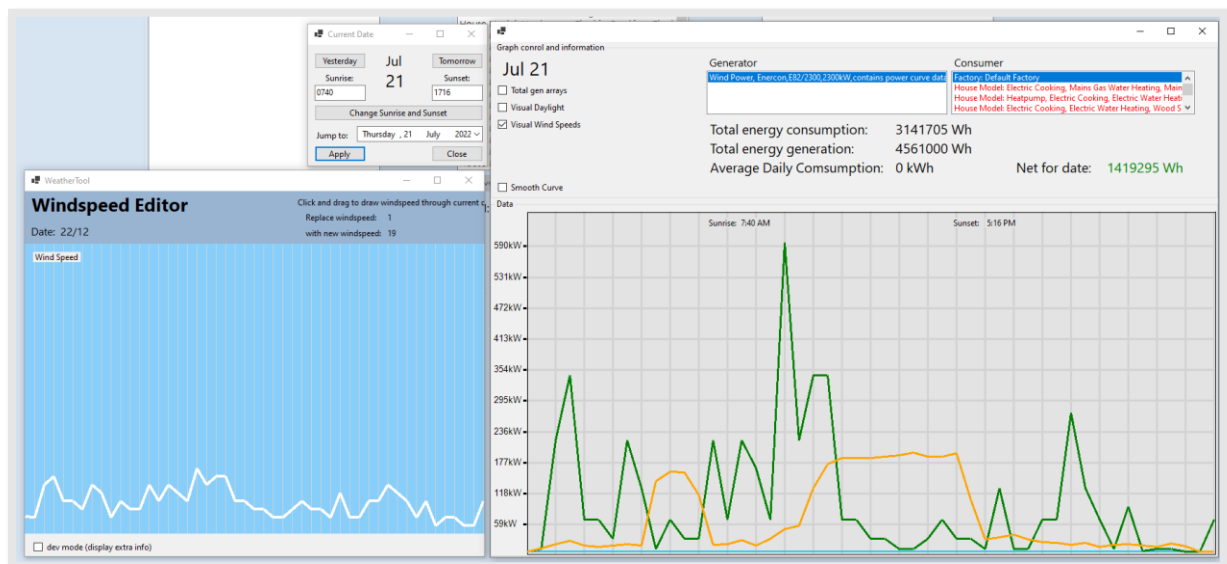 Current Date
Yesterday
Jul
Tomorrow
Sunrise:
21
Sunset:
0740
1716
Change Sunrise and Sunset
Jump to:
Thursday , 21 July 2022
Apply
Close
WeatherTool
Windspeed Editor
Click and drag to draw windspeed through current
Replace windspeed: 1
Date: 22/12
with new windspeed: 19
Wind Speed
dev mode (display extra info)
Graph conrol and information
Jul 21
Total gen arrays
Visual Daylight
Visual Wind Speeds
Smooth Curve
Generator
Wind Power, Enercon,E82/2300,2300kW,contains power curve data
Consumer
Factory: Default Factory
House Model: Electric Cooking, Mains Gas Water Heating, Main
House Model: Heatpump, Electric Cooking, Electric Water Heati
House Model: Electric Cooking, Electric Water Heating, Wood S
Total energy consumption: 3141705 Wh
Total energy generation: 4561000 Wh
Average Daily Comsumption: 0 kWh
Net for date: 1419295 Wh
Data
Sunrise: 7:40 AM
Sunset: 5:16 PM
590kW
531kW
472kW
413kW
354kW
295kW
236kW
177kW
118kW
59kW